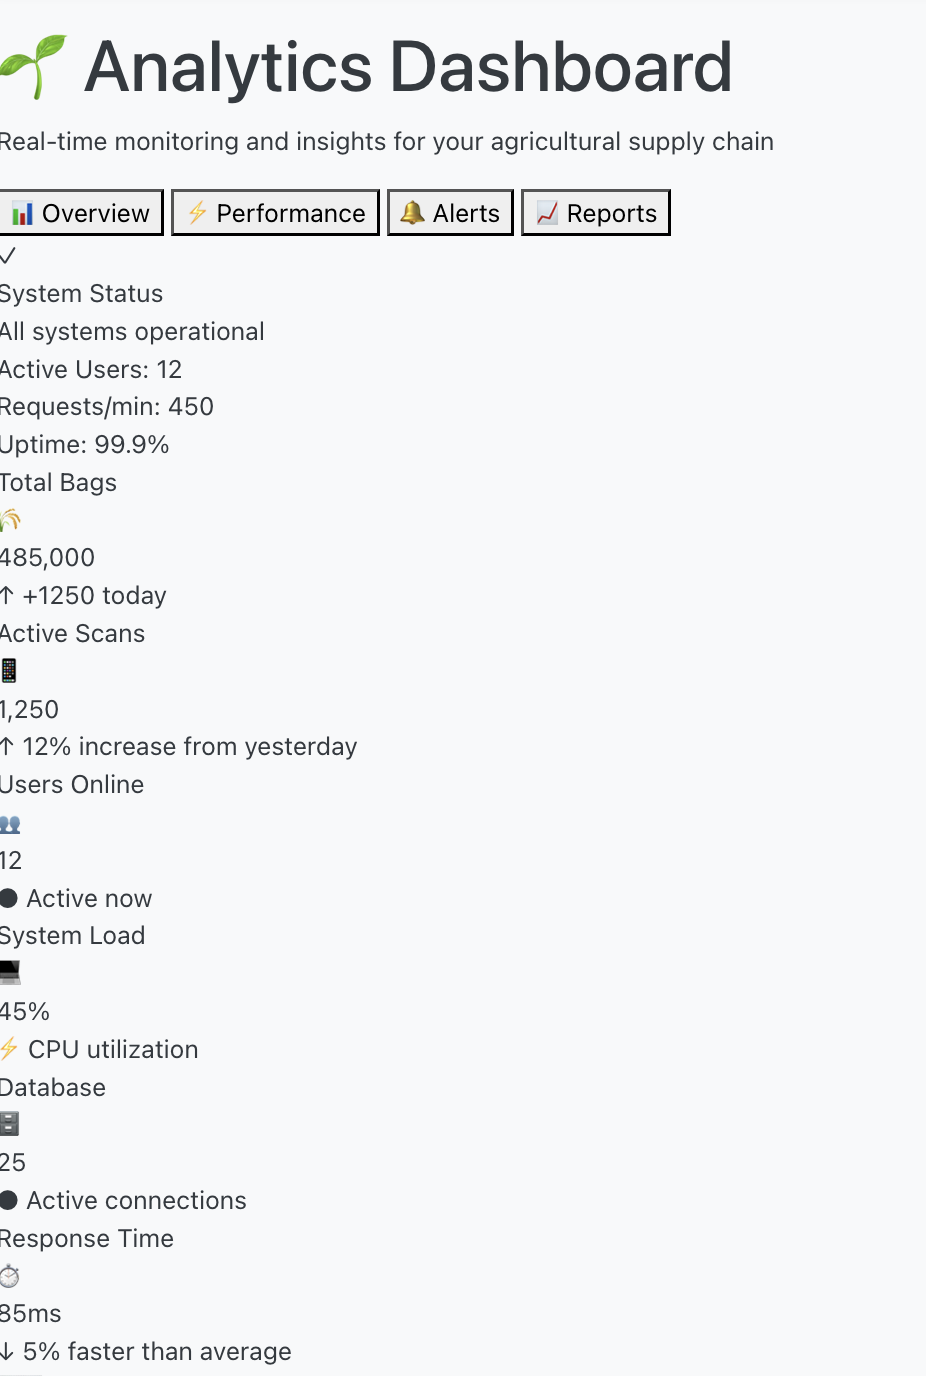 🌱 Analytics Dashboard
Real-time monitoring and insights for your agricultural supply chain
📊 Overview ⚡ Performance 🔔 Alerts 📈 Reports
✓
System Status
All systems operational
Active Users: 12
Requests/min: 450
Uptime: 99.9%
Total Bags
🌾
485,000
↑ +1250 today
Active Scans
📱
1,250
↑ 12% increase from yesterday
Users Online
👥
12
● Active now
System Load
💻
45%
⚡ CPU utilization
Database
🗄️
25
● Active connections
Response Time
⏱️
85ms
↓ 5% faster than average